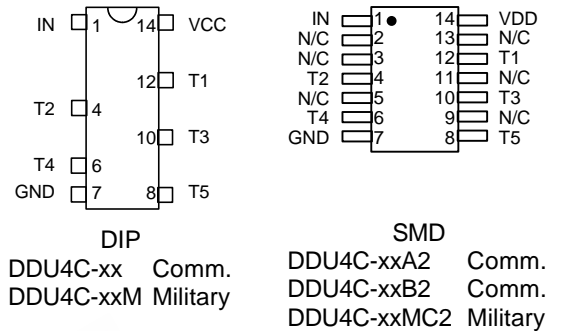 IN 1 14 VCC
12 T1
T2 4
10 T3
T4 6
GND 7 8 T5
DIP
DDU4C-xx Comm.
DDU4C-xxM Military
IN 1 14 VDD
N/C 2 13 N/C
N/C 3 12 T1
T2 4 11 N/C
N/C 5 10 T3
T4 6 9 N/C
GND 7 8 T5
SMD
DDU4C-xxA2 Comm.
DDU4C-xxB2 Comm.
DDU4C-xxMC2 Military